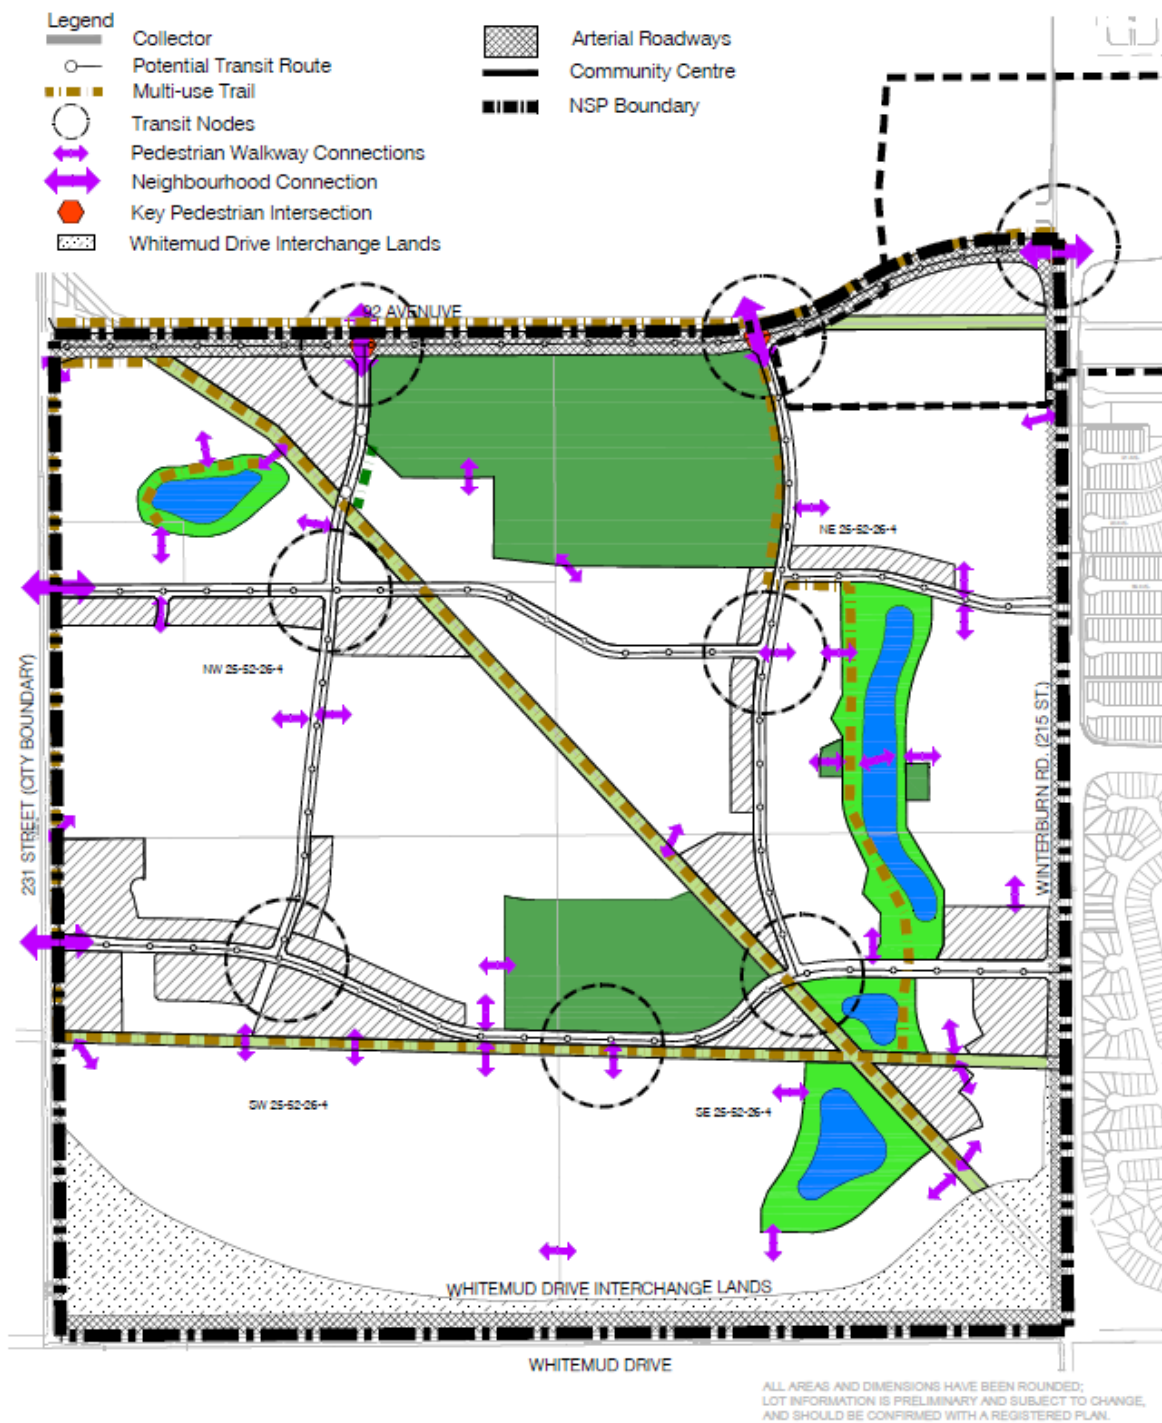 Legend
Collector
Potential Transit Route
Multi-use Trail
Transit Nodes
Pedestrian Walkway Connections
Neighbourhood Connection
Key Pedestrian Intersection
Whitemud Drive Interchange Lands
Arterial Roadways
Community Centre
NSP Boundary
92 AVENUVE
NE 25-52-26-4
NW 25-52-26-4
231 STREET (CITY BOUNDARY)
WINTERBURN RD. (215 ST.)
SW 25-52-26-4
SE 25-52-26-4
WHITEMUD DRIVE INTERCHANGE LANDS
WHITEMUD DRIVE
ALL AREAS AND DIMENSIONS HAVE BEEN ROUNDED;
LOT INFORMATION IS PRELIMINARY AND SUBJECT TO CHANGE,
AND SHOULD BE CONFIRMED WITH A REGISTERED PLAN.